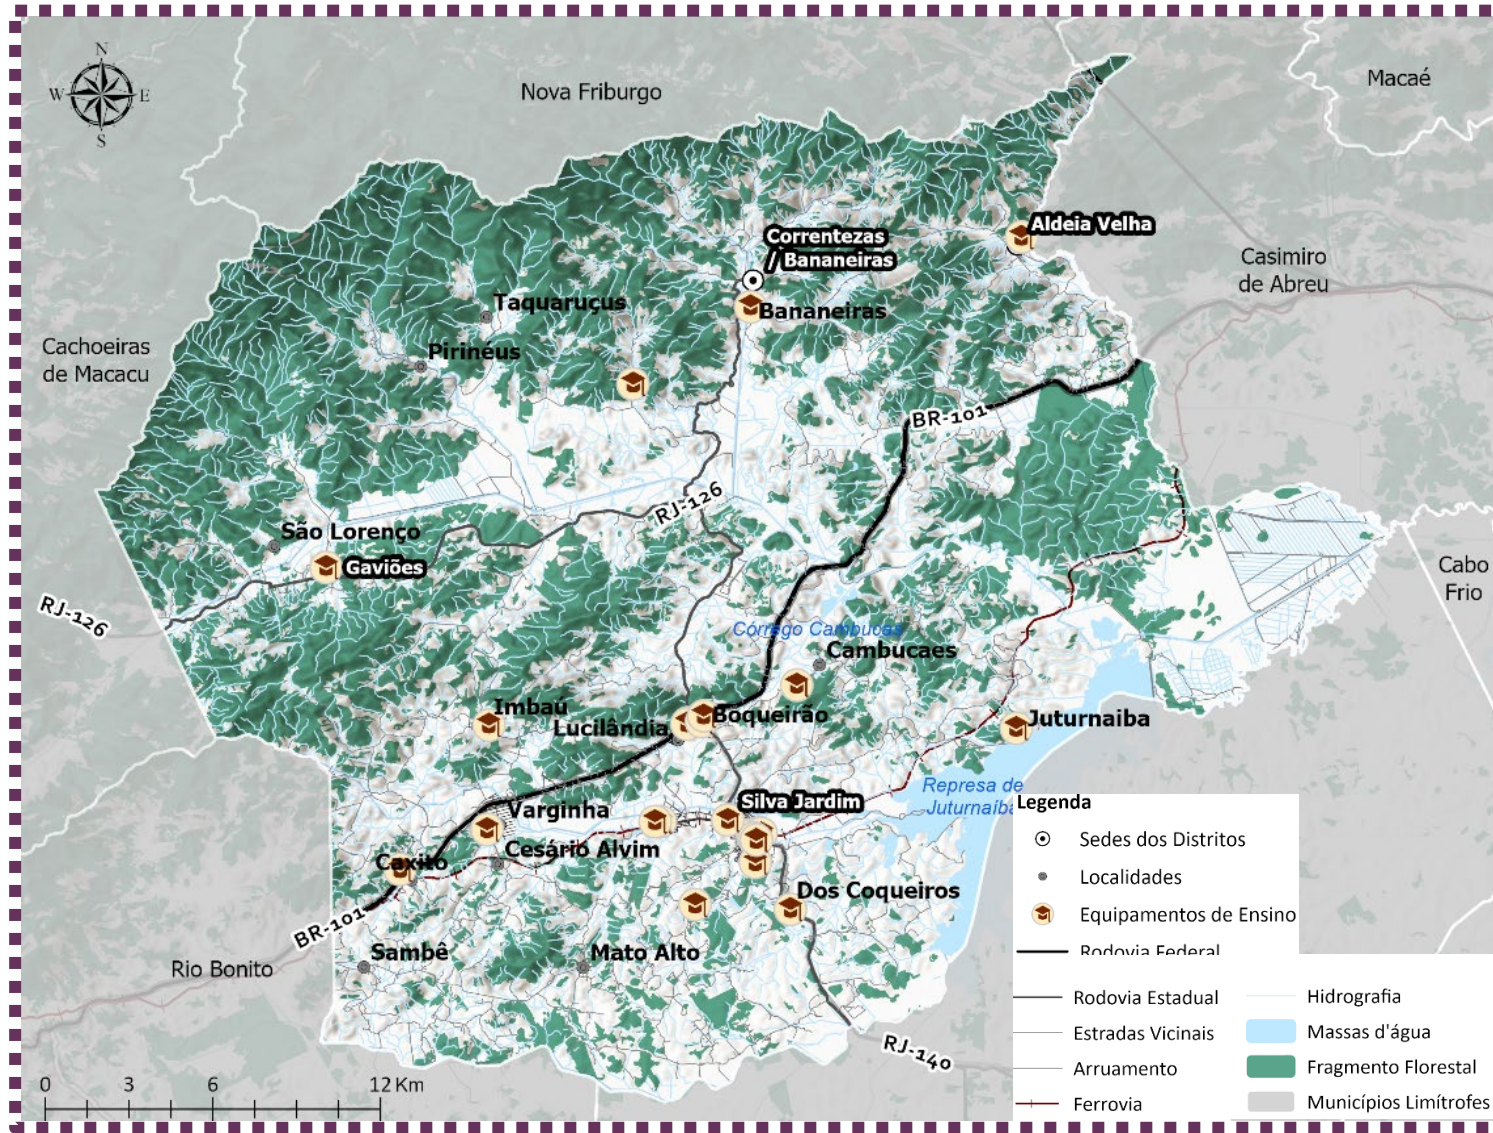 N
W
E
S
Nova Friburgo
Macaé
Aldeia Velha
Correntezas
/ Bananeiras
Casimiro
de Abreu
Taquaruçus
Bananeiras
Cachoeiras
de Macacu
Pirinéus
BR-101
RJ-126
São Lorenço
Gaviões
Cabo
Frio
RJ-126
Córrego Cambucas
Cambucaes
Imbaú
Lucilândia
Boqueirão
Juturnaiba
Represa de
Juturnaíba
Varginha
Silva Jardim
Cesário Alvim
Caxito
Dos Coqueiros
BR-101
Sambê
Mato Alto
Rio Bonito
RJ-140
0 3 6 12 Km
Legenda
Sedes dos Distritos
Localidades
Equipamentos de Ensino
Rodovia Federal
Rodovia Estadual
Estradas Vicinais
Arruamento
Ferrovia
Hidrografia
Massas d'água
Fragmento Florestal
Municípios Limítrofes